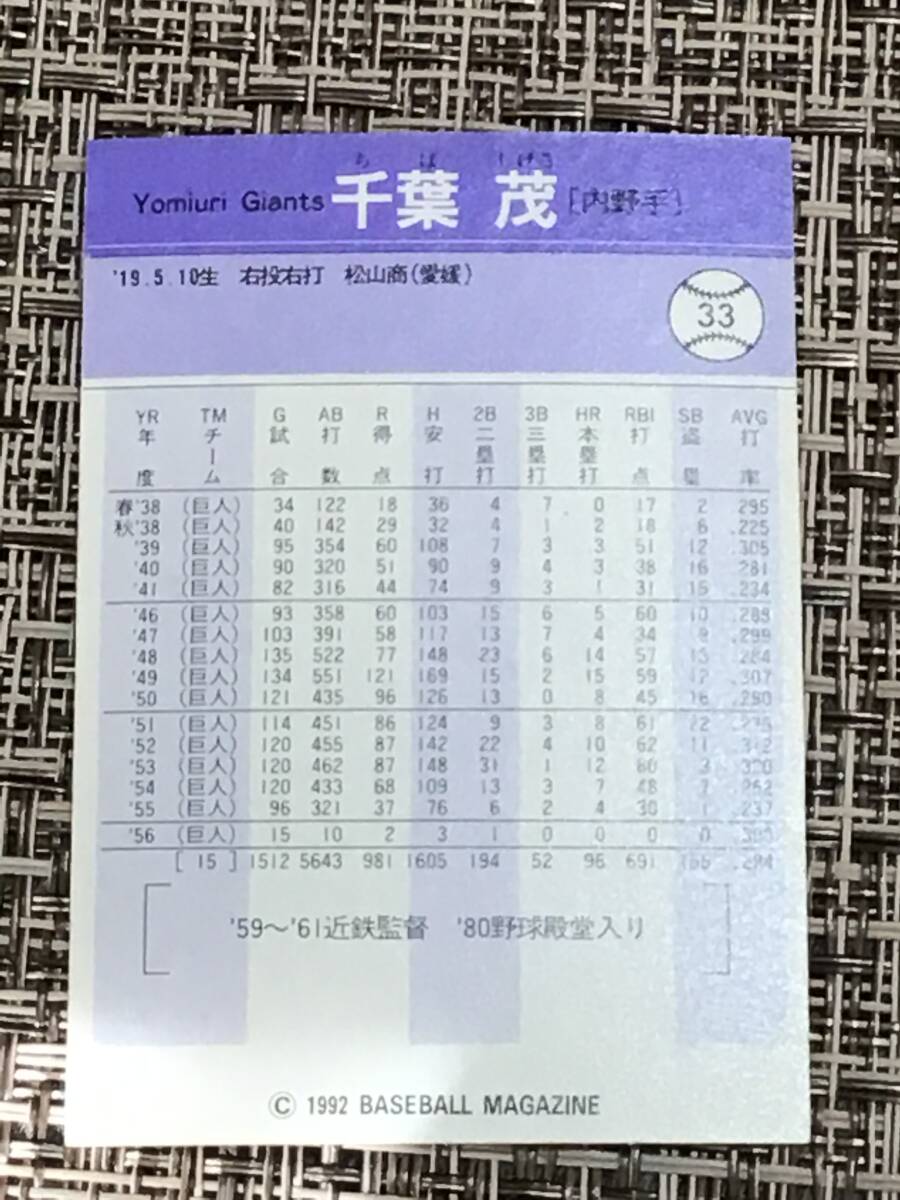 ちば しげる
Yomiuri Giants 千葉 茂 [内野手]
'19.5.10生 右投右打 松山商(愛媛)
33
YR TM G AB R H 2B 3B HR RBI SB AVG
年度 チーム 試合 打数 得点 安打 二塁打 三塁打 本塁打 打点 盗塁 打率
春'38 (巨人) 34 122 18 36 4 7 0 17 2 .295
秋'38 (巨人) 40 142 29 32 4 1 2 18 6 .225
'39 (巨人) 95 354 60 108 7 3 3 51 12 .305
'40 (巨人) 90 320 51 90 9 4 3 38 16 .281
'41 (巨人) 82 316 44 74 9 3 1 31 15 .234
'46 (巨人) 93 358 60 103 15 6 5 60 10 .288
'47 (巨人) 103 391 58 117 13 7 4 34 9 .299
'48 (巨人) 135 522 77 148 23 6 14 57 13 .284
'49 (巨人) 134 551 121 169 15 2 15 59 12 .307
'50 (巨人) 121 435 96 126 13 0 8 45 16 .290
'51 (巨人) 114 451 86 124 9 3 8 61 22 .275
'52 (巨人) 120 455 87 142 22 4 10 62 11 .312
'53 (巨人) 120 462 87 148 31 1 12 80 3 .320
'54 (巨人) 120 433 68 109 13 3 7 48 7 .252
'55 (巨人) 96 321 37 76 6 2 4 30 1 .237
'56 (巨人) 15 10 2 3 1 0 0 0 0 .300
[15] 1512 5643 981 1605 194 52 96 691 155 .284
'59〜'61近鉄監督 '80野球殿堂入り
© 1992 BASEBALL MAGAZINE